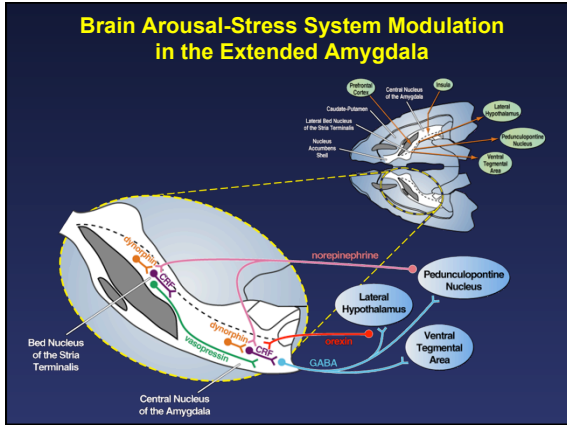 Brain Arousal-Stress System Modulation
in the Extended Amygdala
Prefrontal
Cortex
Central Nucleus
of the Amygdala
Insula
Caudate-Putamen
Lateral Bed Nucleus
of the Stria Terminalis
Nucleus
Accumbens
Shell
Lateral
Hypothalamus
Pedunculopontine
Nucleus
Ventral
Tegmental
Area
dynorphin
CRF
norepinephrine
Pedunculopontine
Nucleus
Lateral
Hypothalamus
dynorphin
CRF
orexin
vasopressin
GABA
Ventral
Tegmental
Area
Bed Nucleus
of the Stria
Terminalis
Central Nucleus
of the Amygdala